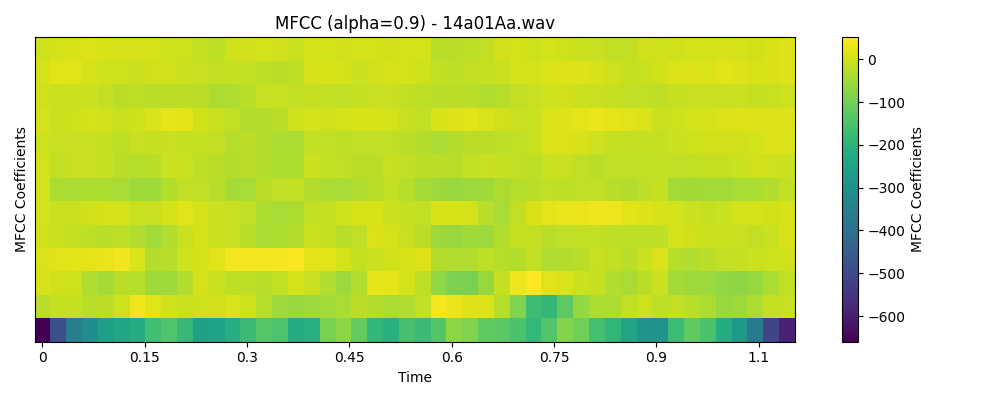 MFCC (alpha=0.9) - 14a01Aa.wav
MFCC Coefficients
0 0.15 0.3 0.45 0.6 0.75 0.9 1.1
Time
0
−100
−200
−300
−400
−500
−600
MFCC Coefficients